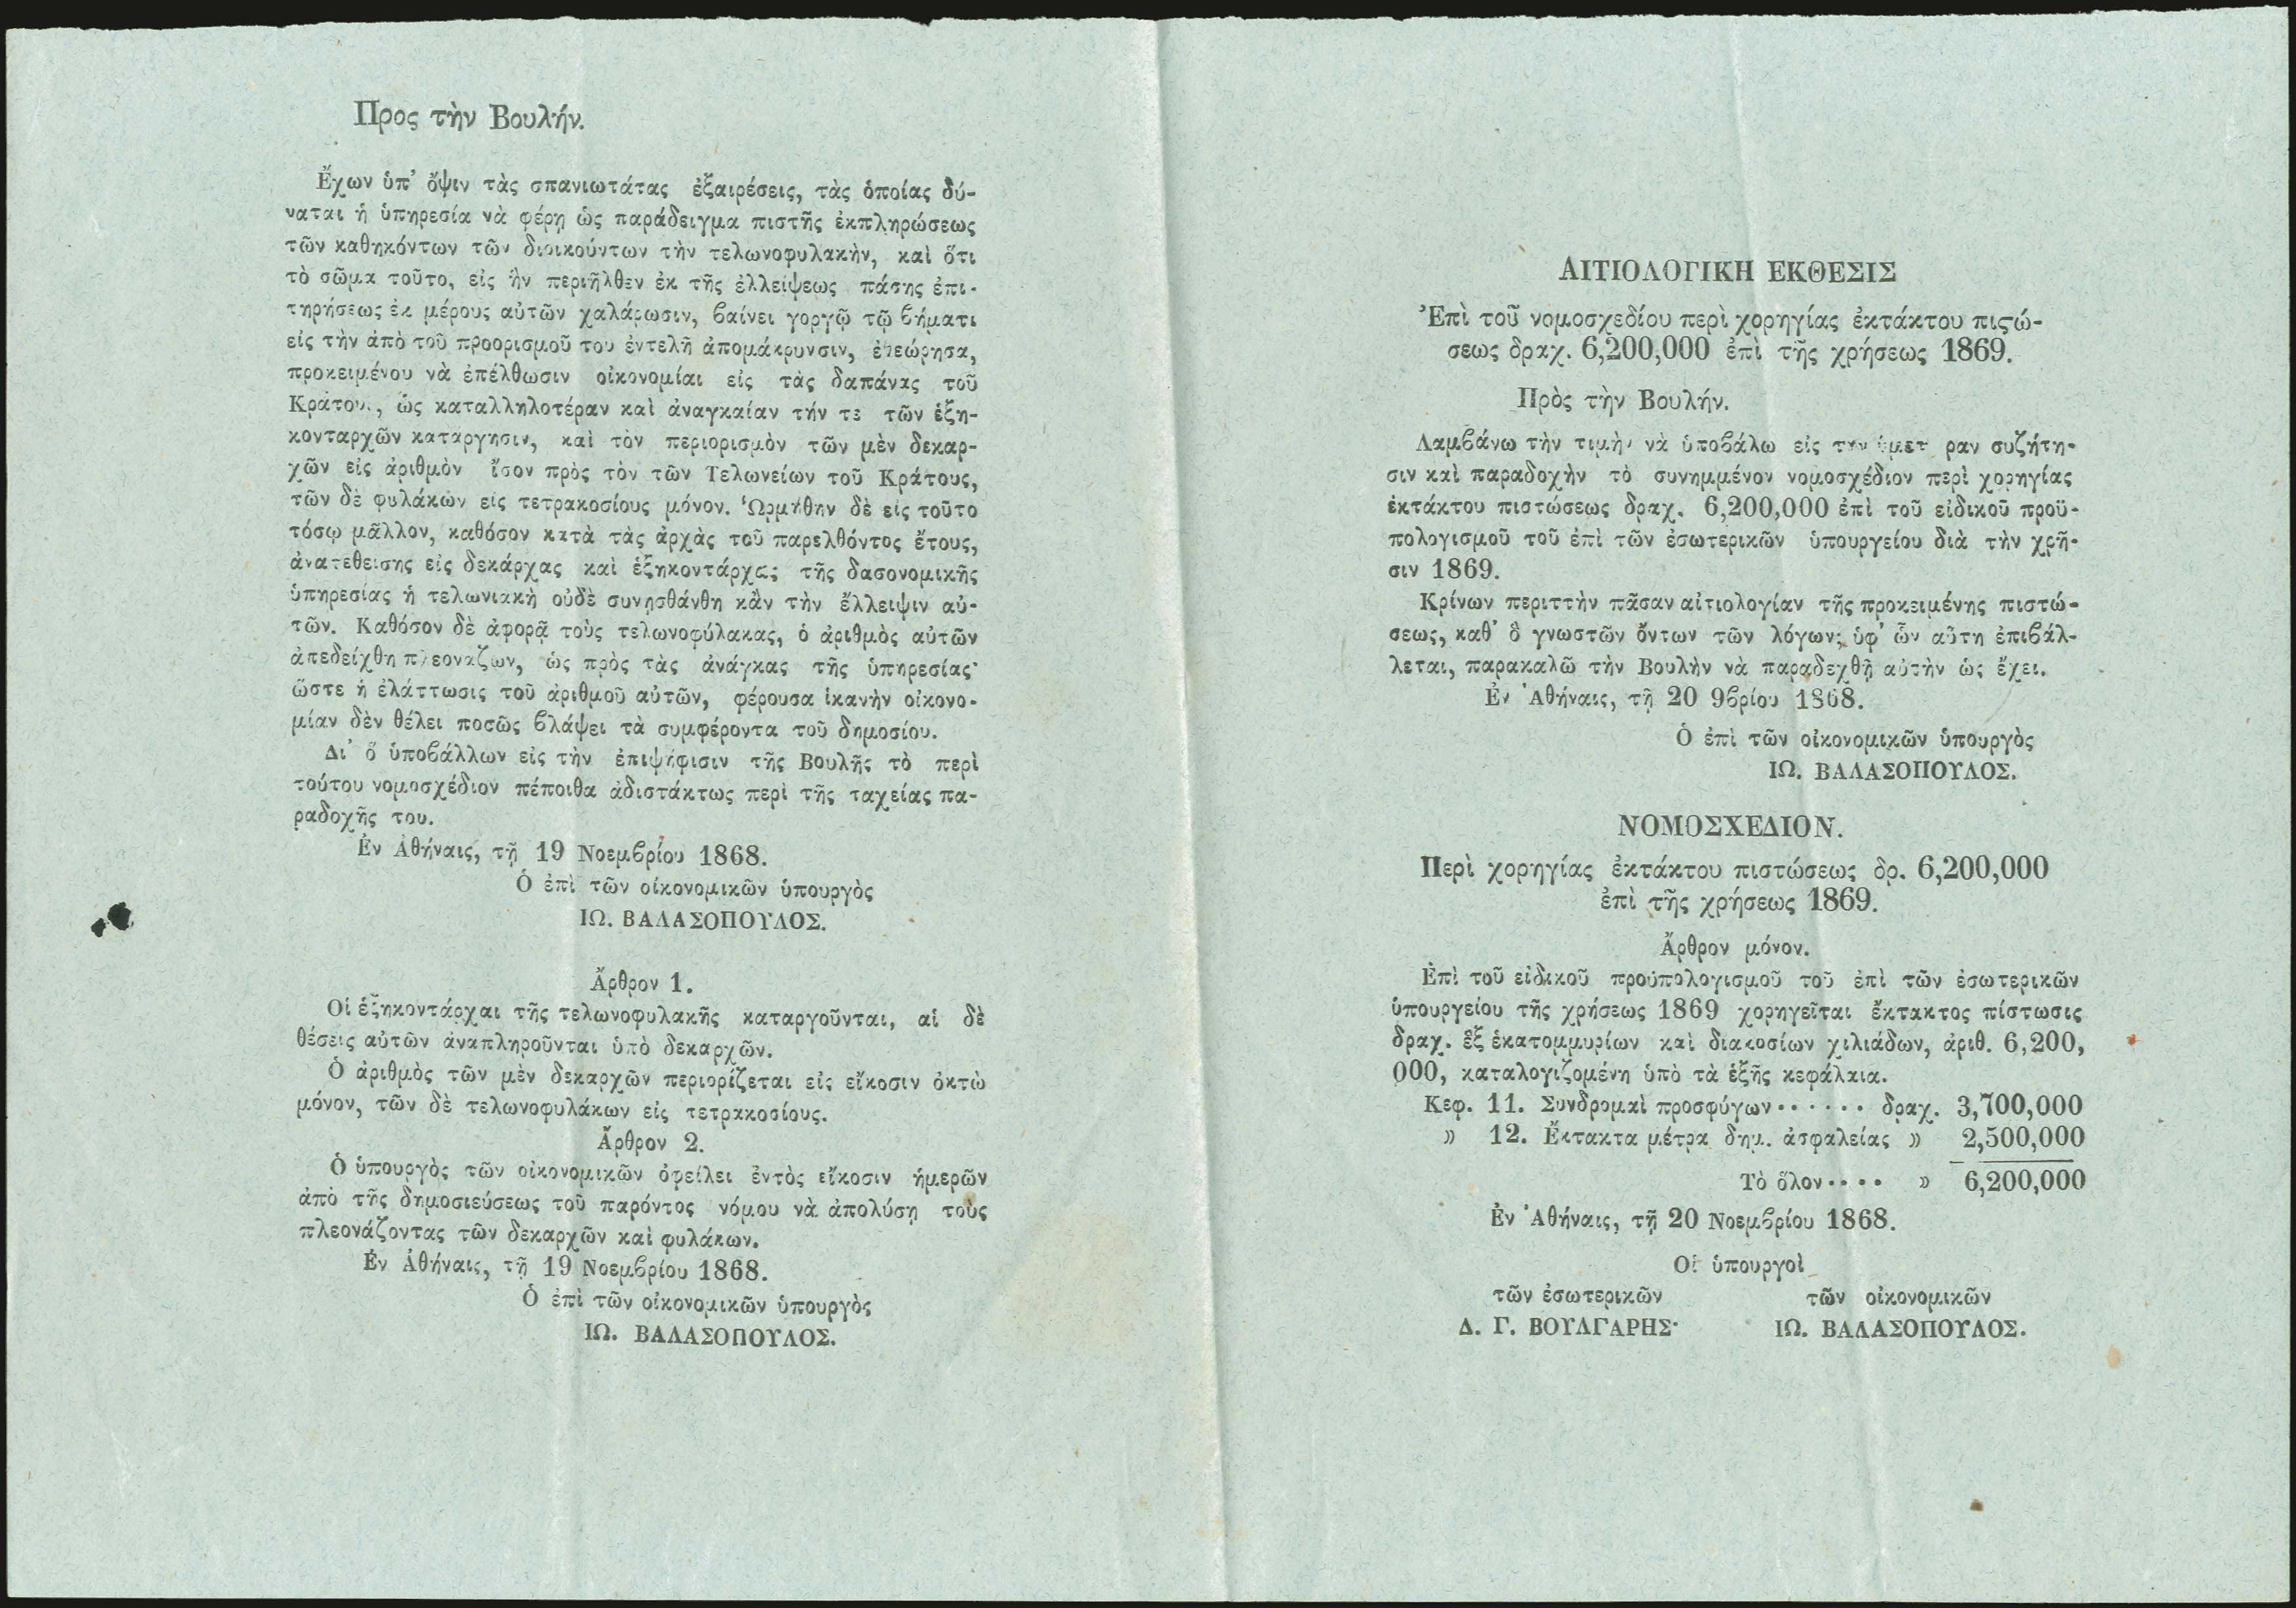 Προς τὴν Βουλήν.
Ἔχων ὑπ' ὄψιν τὰς σπανιωτάτας ἐξαιρέσεις, τὰς ὁποίας δύ-
ναται ἡ ὑπηρεσία νὰ φέρῃ ὡς παράδειγμα πιστῆς ἐκπληρώσεως
τῶν καθηκόντων τῶν διοικούντων τὴν τελωνοφυλακὴν, καὶ ὅτι
τὸ σῶμα τοῦτο, εἰς ἣν περιῆλθεν ἐκ τῆς ἐλλείψεως πάσης ἐπι-
τηρήσεως ἐκ μέρους αὐτῶν χαλάρωσιν, βαίνει γοργῷ τῷ βήματι
εἰς τὴν ἀπὸ τοῦ προορισμοῦ του ἐντελῆ ἀπομάκρυνσιν, ἐθεώρησα,
προκειμένου νὰ ἐπέλθωσιν οἰκονομίαι εἰς τὰς δαπάνας τοῦ
Κράτους, ὡς καταλληλοτέραν καὶ ἀναγκαίαν τήν τε τῶν ἑξη-
κονταρχῶν κατάργησιν, καὶ τὸν περιορισμὸν τῶν μὲν δεκαρ-
χῶν εἰς ἀριθμὸν ἴσον πρὸς τὸν τῶν Τελωνείων τοῦ Κράτους,
τῶν δὲ φυλάκων εἰς τετρακοσίους μόνον. Ὡρμήθην δὲ εἰς τοῦτο
τόσῳ μᾶλλον, καθόσον κατὰ τὰς ἀρχὰς τοῦ παρελθόντος ἔτους,
ἀνατεθείσης εἰς δεκάρχας καὶ ἑξηκοντάρχας τῆς δασονομικῆς
ὑπηρεσίας ἡ τελωνιακὴ οὐδὲ συνῃσθάνθη κἂν τὴν ἔλλειψιν αὐ-
τῶν. Καθόσον δὲ ἀφορᾷ τοὺς τελωνοφύλακας, ὁ ἀριθμὸς αὐτῶν
ἀπεδείχθη πλεονάζων, ὡς πρὸς τὰς ἀνάγκας τῆς ὑπηρεσίας·
ὥστε ἡ ἐλάττωσις τοῦ ἀριθμοῦ αὐτῶν, φέρουσα ἱκανὴν οἰκονο-
μίαν δὲν θέλει ποσῶς βλάψει τὰ συμφέροντα τοῦ δημοσίου.
Δι' ὅ ὑποβάλλων εἰς τὴν ἐπιψήφισιν τῆς Βουλῆς τὸ περὶ
τούτου νομοσχέδιον πέποιθα ἀδιστάκτως περὶ τῆς ταχείας πα-
ραδοχῆς του.
Ἐν Ἀθήναις, τῇ 19 Νοεμβρίου 1868.
Ὁ ἐπὶ τῶν οἰκονομικῶν ὑπουργὸς
ΙΩ. ΒΑΛΑΣΟΠΟΥΛΟΣ.
Ἄρθρον 1.
Οἱ ἑξηκοντάρχαι τῆς τελωνοφυλακῆς καταργοῦνται, αἱ δὲ
θέσεις αὐτῶν ἀναπληροῦνται ὑπὸ δεκαρχῶν.
Ὁ ἀριθμὸς τῶν μὲν δεκαρχῶν περιορίζεται εἰς εἴκοσιν ὀκτὼ
μόνον, τῶν δὲ τελωνοφυλάκων εἰς τετρακοσίους.
Ἄρθρον 2.
Ὁ ὑπουργὸς τῶν οἰκονομικῶν ὀφείλει ἐντὸς εἴκοσιν ἡμερῶν
ἀπὸ τῆς δημοσιεύσεως τοῦ παρόντος νόμου νὰ ἀπολύσῃ τοὺς
πλεονάζοντας τῶν δεκαρχῶν καὶ φυλάκων.
Ἐν Ἀθήναις, τῇ 19 Νοεμβρίου 1868.
Ὁ ἐπὶ τῶν οἰκονομικῶν ὑπουργὸς
ΙΩ. ΒΑΛΑΣΟΠΟΥΛΟΣ.
ΑΙΤΙΟΛΟΓΙΚΗ ΕΚΘΕΣΙΣ
Ἐπὶ τοῦ νομοσχεδίου περὶ χορηγίας ἐκτάκτου πιστώ-
σεως δραχ. 6,200,000 ἐπὶ τῆς χρήσεως 1869.
Πρὸς τὴν Βουλήν.
Λαμβάνω τὴν τιμὴν νὰ ὑποβάλω εἰς τὴν ὑμετέραν συζήτη-
σιν καὶ παραδοχὴν τὸ συνημμένον νομοσχέδιον περὶ χορηγίας
ἐκτάκτου πιστώσεως δραχ. 6,200,000 ἐπὶ τοῦ εἰδικοῦ προϋ-
πολογισμοῦ τοῦ ἐπὶ τῶν ἐσωτερικῶν ὑπουργείου διὰ τὴν χρῆ-
σιν 1869.
Κρίνων περιττὴν πᾶσαν αἰτιολογίαν τῆς προκειμένης πιστώ-
σεως, καθ' ὃ γνωστῶν ὄντων τῶν λόγων; ὑφ' ὧν αὕτη ἐπιβάλ-
λεται, παρακαλῶ τὴν Βουλὴν νὰ παραδεχθῇ αὐτὴν ὡς ἔχει.
Ἐν Ἀθήναις, τῇ 20 9βρίου 1868.
Ὁ ἐπὶ τῶν οἰκονομικῶν ὑπουργὸς
ΙΩ. ΒΑΛΑΣΟΠΟΥΛΟΣ.
ΝΟΜΟΣΧΕΔΙΟΝ.
Περὶ χορηγίας ἐκτάκτου πιστώσεως δρ. 6,200,000
ἐπὶ τῆς χρήσεως 1869.
Ἄρθρον μόνον.
Ἐπὶ τοῦ εἰδικοῦ προϋπολογισμοῦ τοῦ ἐπὶ τῶν ἐσωτερικῶν
ὑπουργείου τῆς χρήσεως 1869 χορηγεῖται ἔκτακτος πίστωσις
δραχ. ἓξ ἑκατομμυρίων καὶ διακοσίων χιλιάδων, ἀριθ. 6,200,
000, καταλογιζομένη ὑπὸ τὰ ἑξῆς κεφάλαια.
Κεφ. 11. Συνδρομαὶ προσφύγων······ δραχ. 3,700,000
» 12. Ἔκτακτα μέτρα δημ. ἀσφαλείας » 2,500,000
Τὸ ὅλον···· » 6,200,000
Ἐν Ἀθήναις, τῇ 20 Νοεμβρίου 1868.
Οἱ ὑπουργοὶ
τῶν ἐσωτερικῶν τῶν οἰκονομικῶν
Δ. Γ. ΒΟΥΛΓΑΡΗΣ· ΙΩ. ΒΑΛΑΣΟΠΟΥΛΟΣ.